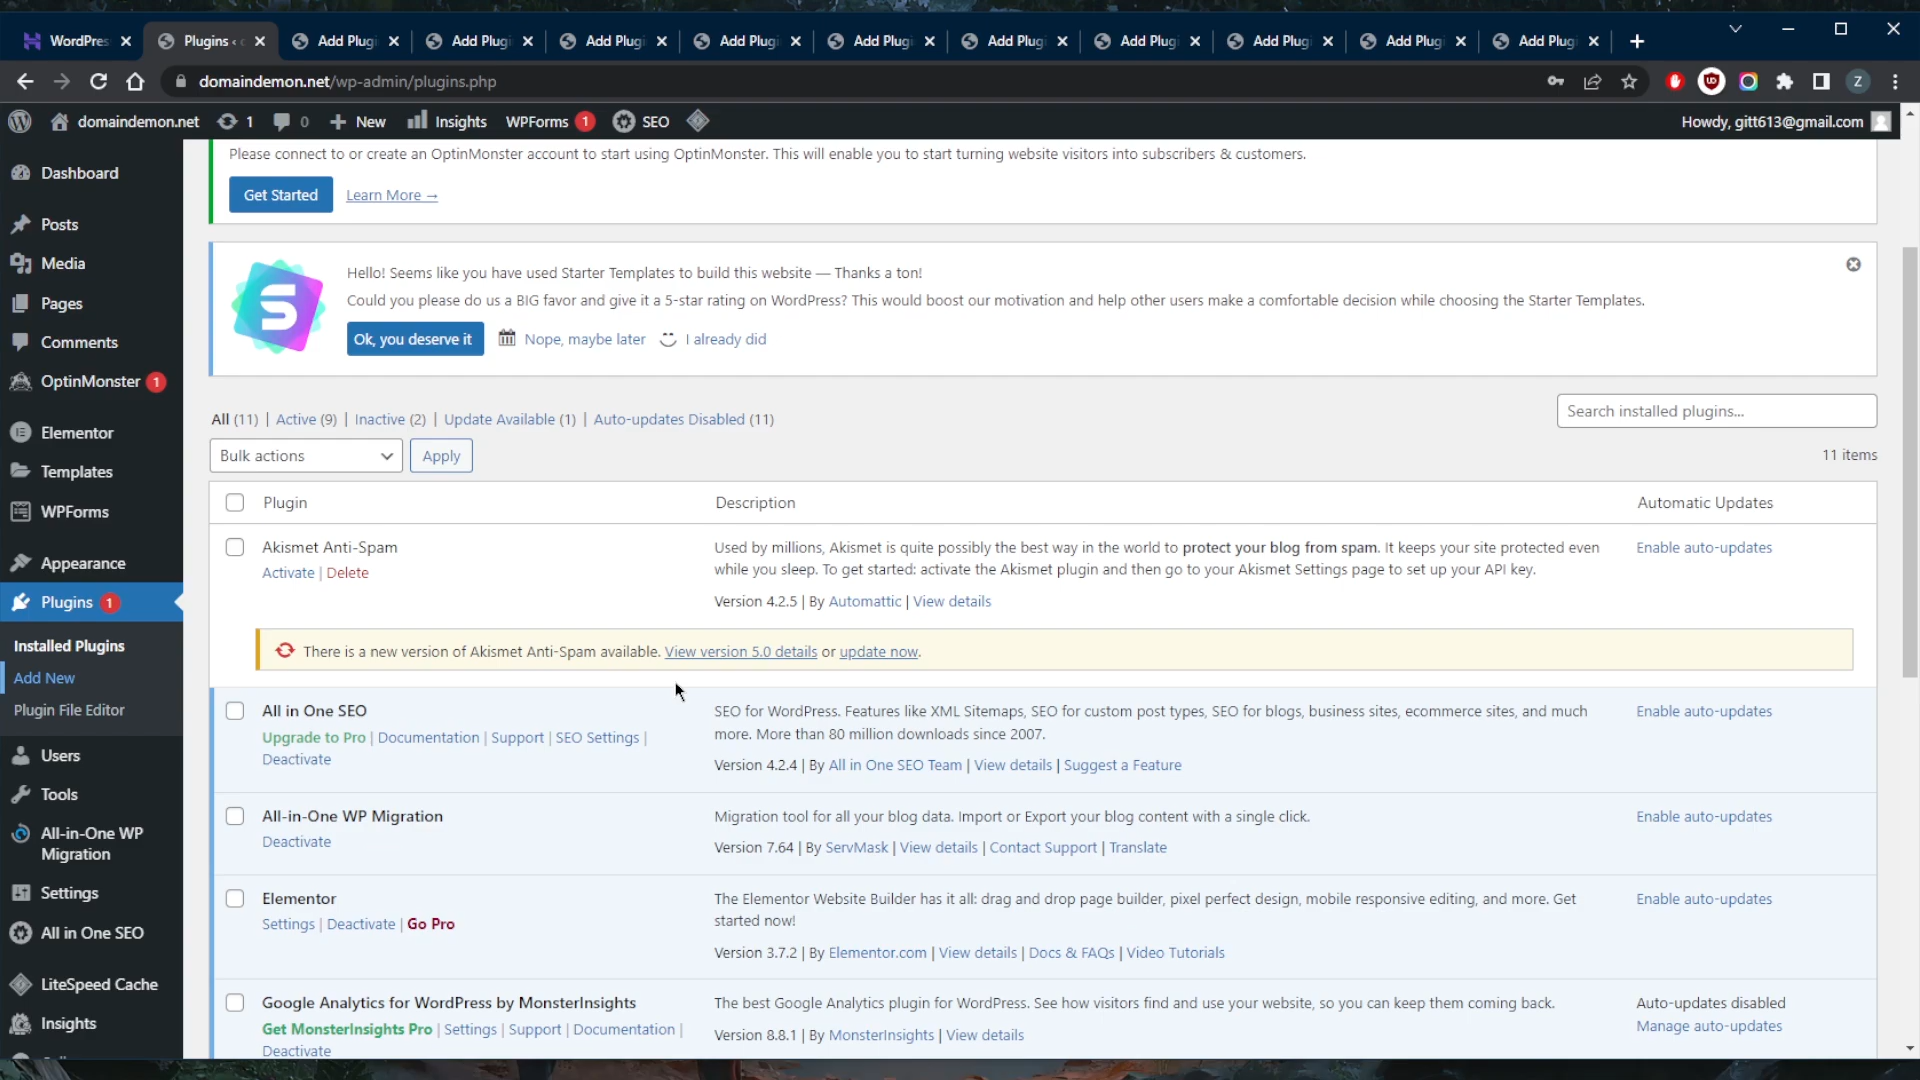 WordPres
Plugins ‹
Add Plug
Add Plug
Add Plug
Add Plug
Add Plug
Add Plug
Add Plug
Add Plug
Add Plug
Add Plug
domaindemon.net/wp-admin/plugins.php
Z
domaindemon.net
1
0
New
Insights
WPForms 1
SEO
Howdy, gitt613@gmail.com
Dashboard
Posts
Media
Pages
Comments
OptinMonster 1
Elementor
Templates
WPForms
Appearance
Plugins 1
Installed Plugins
Add New
Plugin File Editor
Users
Tools
All-in-One WP
Migration
Settings
All in One SEO
LiteSpeed Cache
Insights
Please connect to or create an OptinMonster account to start using OptinMonster. This will enable you to start turning website visitors into subscribers & customers.
Get Started
Learn More →
Hello! Seems like you have used Starter Templates to build this website — Thanks a ton!
Could you please do us a BIG favor and give it a 5-star rating on WordPress? This would boost our motivation and help other users make a comfortable decision while choosing the Starter Templates.
Ok, you deserve it
Nope, maybe later
I already did
All (11) | Active (9) | Inactive (2) | Update Available (1) | Auto-updates Disabled (11)
Search installed plugins...
Bulk actions
Apply
11 items
Plugin
Description
Automatic Updates
Akismet Anti-Spam
Activate | Delete
Used by millions, Akismet is quite possibly the best way in the world to protect your blog from spam. It keeps your site protected even
while you sleep. To get started: activate the Akismet plugin and then go to your Akismet Settings page to set up your API key.
Version 4.2.5 | By Automattic | View details
Enable auto-updates
There is a new version of Akismet Anti-Spam available. View version 5.0 details or update now.
All in One SEO
Upgrade to Pro | Documentation | Support | SEO Settings |
Deactivate
SEO for WordPress. Features like XML Sitemaps, SEO for custom post types, SEO for blogs, business sites, ecommerce sites, and much
more. More than 80 million downloads since 2007.
Version 4.2.4 | By All in One SEO Team | View details | Suggest a Feature
Enable auto-updates
All-in-One WP Migration
Deactivate
Migration tool for all your blog data. Import or Export your blog content with a single click.
Version 7.64 | By ServMask | View details | Contact Support | Translate
Enable auto-updates
Elementor
Settings | Deactivate | Go Pro
The Elementor Website Builder has it all: drag and drop page builder, pixel perfect design, mobile responsive editing, and more. Get
started now!
Version 3.7.2 | By Elementor.com | View details | Docs & FAQs | Video Tutorials
Enable auto-updates
Google Analytics for WordPress by MonsterInsights
Get MonsterInsights Pro | Settings | Support | Documentation |
Deactivate
The best Google Analytics plugin for WordPress. See how visitors find and use your website, so you can keep them coming back.
Version 8.8.1 | By MonsterInsights | View details
Auto-updates disabled
Manage auto-updates